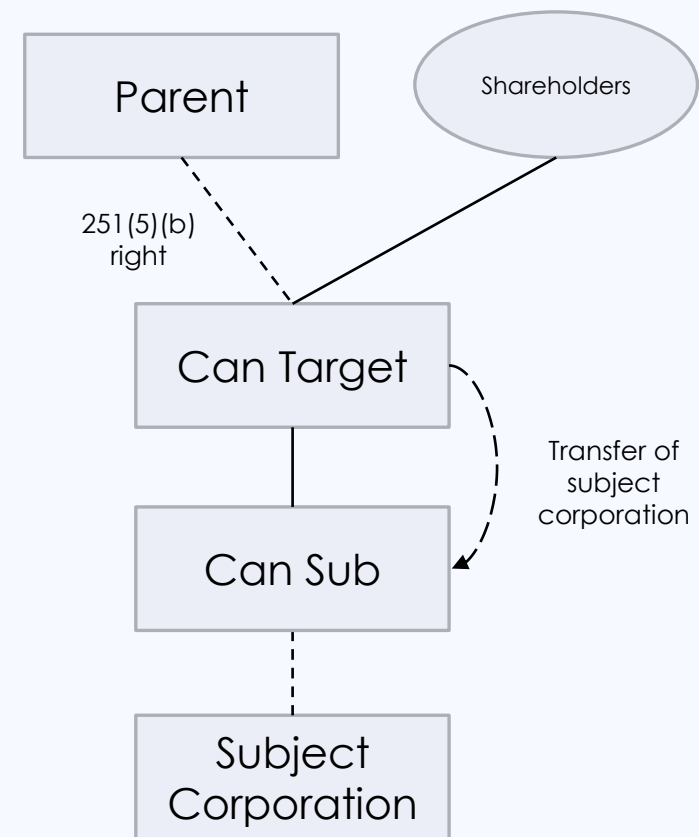 Parent
Shareholders
251(5)(b)
right
Can Target
Transfer of
subject
corporation
Can Sub
Subject
Corporation